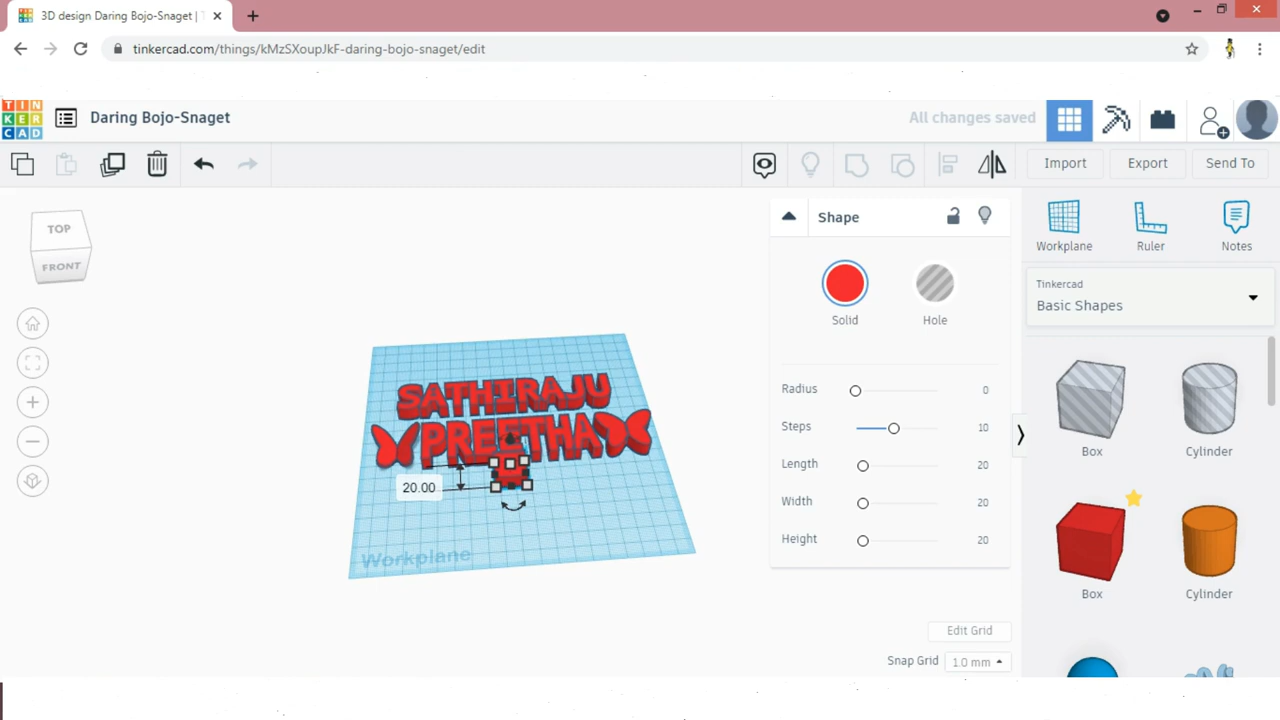 3D design Daring Bojo-Snaget | T
tinkercad.com/things/kMzSXoupJkF-daring-bojo-snaget/edit
TIN
KER
CAD
Daring Bojo-Snaget
All changes saved
Import
Export
Send To
TOP
FRONT
Shape
Solid
Hole
Radius 0
Steps 10
Length 20
Width 20
Height 20
Workplane
Ruler
Notes
Tinkercad
Basic Shapes
Box
Cylinder
Box
Cylinder
SATHIRAJU
PREETHA
20.00
Workplane
Edit Grid
Snap Grid 1.0 mm